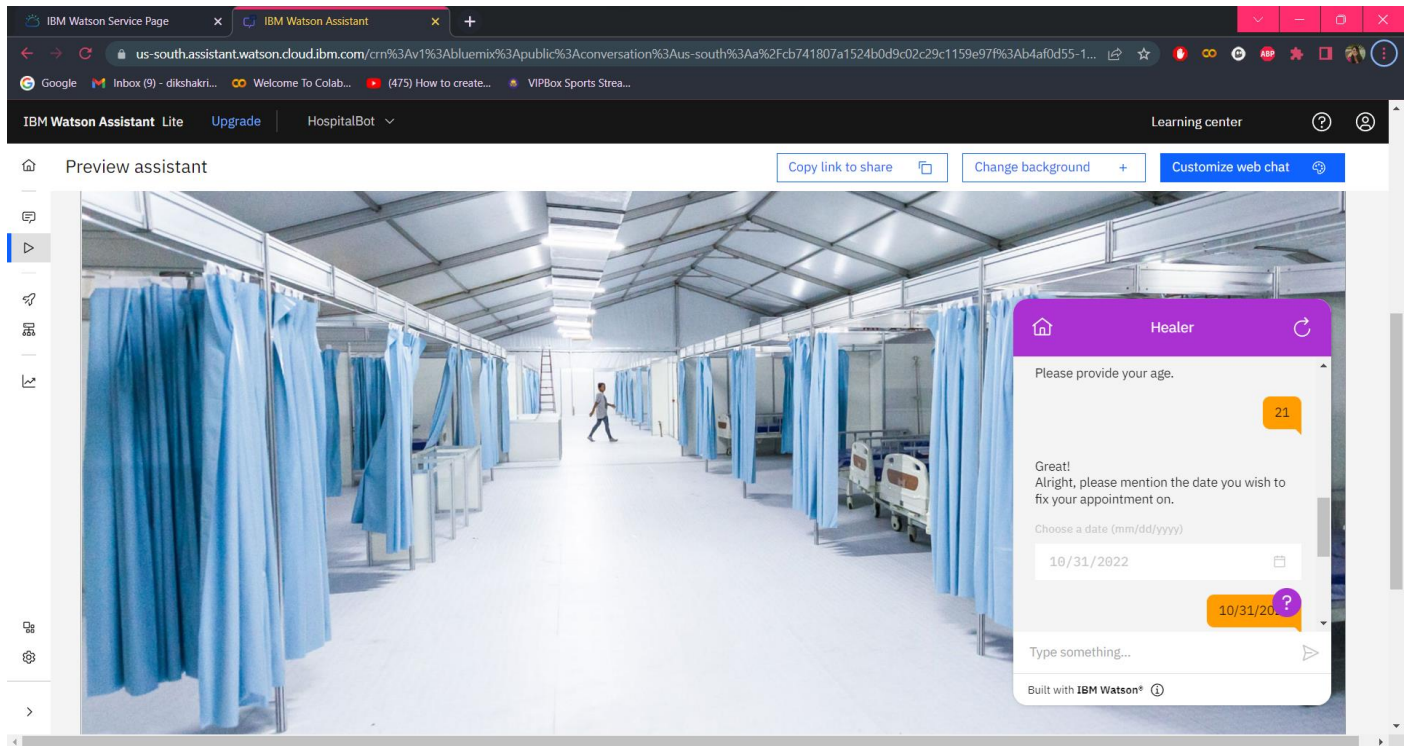 IBM Watson Service Page
IBM Watson Assistant
us-south.assistant.watson.cloud.ibm.com/crn%3Av1%3Abluemix%3Apublic%3Aconversation%3Aus-south%3Aa%2Fcb741807a1524b0d9c02c29c1159e97f%3Ab4af0d55-1...
ABP
Google
Inbox (9) - dikshakri...
Welcome To Colab...
(475) How to create...
VIPBox Sports Strea...
IBM Watson Assistant Lite
Upgrade
HospitalBot
Learning center
Preview assistant
Copy link to share
Change background +
Customize web chat
Healer
Please provide your age.
21
Great!
Alright, please mention the date you wish to
fix your appointment on.
Choose a date (mm/dd/yyyy)
10/31/2022
10/31/20
?
Type something...
Built with IBM Watson®